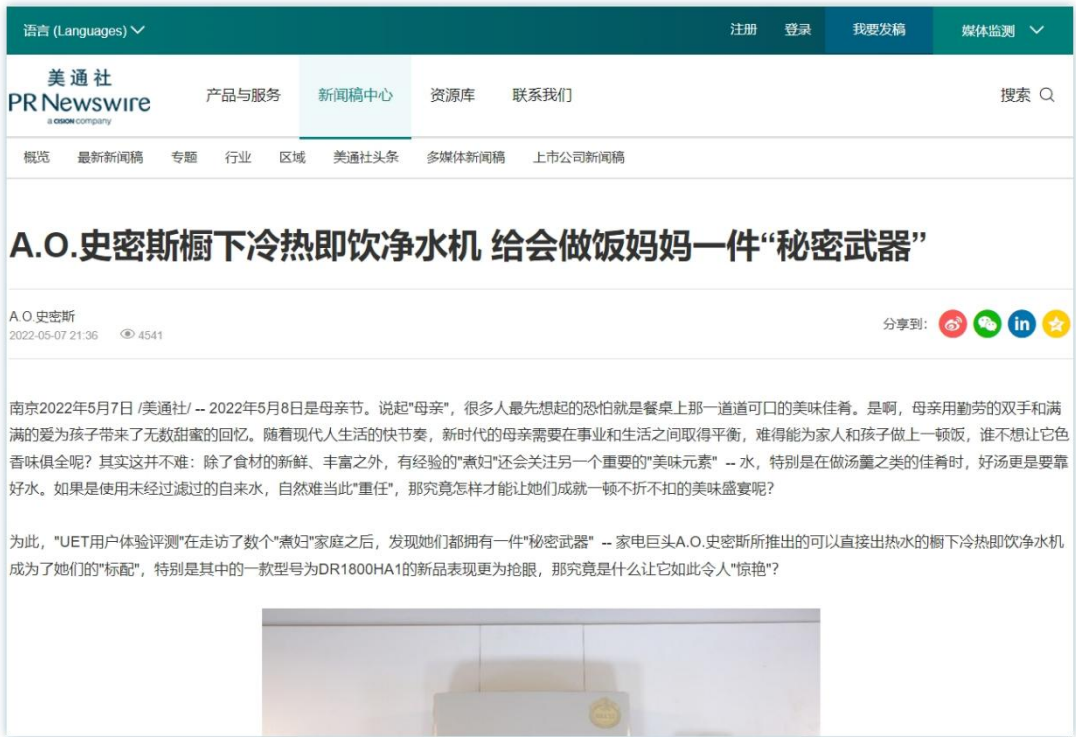 语言 (Languages)
注册 登录 我要发稿 媒体监测
美通社
PR Newswire
a CISION company
产品与服务 新闻稿中心 资源库 联系我们 搜索
概览 最新新闻稿 专题 行业 区域 美通社头条 多媒体新闻稿 上市公司新闻稿
A.O.史密斯橱下冷热即饮净水机 给会做饭妈妈一件“秘密武器”
A.O.史密斯
2022-05-07 21:36 4541
分享到:
in
南京2022年5月7日 /美通社/ -- 2022年5月8日是母亲节。说起"母亲"，很多人最先想起的恐怕就是餐桌上那一道道可口的美味佳肴。是啊，母亲用勤劳的双手和满
满的爱为孩子带来了无数甜蜜的回忆。随着现代人生活的快节奏，新时代的母亲需要在事业和生活之间取得平衡，难得能为家人和孩子做上一顿饭，谁不想让它色
香味俱全呢？其实这并不难：除了食材的新鲜、丰富之外，有经验的"煮妇"还会关注另一个重要的"美味元素" -- 水，特别是在做汤羹之类的佳肴时，好汤更是要靠
好水。如果是使用未经过滤过的自来水，自然难当此"重任"，那究竟怎样才能让她们成就一顿不折不扣的美味盛宴呢？
为此，"UET用户体验评测"在走访了数个"煮妇"家庭之后，发现她们都拥有一件"秘密武器" -- 家电巨头A.O.史密斯所推出的可以直接出热水的橱下冷热即饮净水机
成为了她们的"标配"，特别是其中的一款型号为DR1800HA1的新品表现更为抢眼，那究竟是什么让它如此令人"惊艳"？